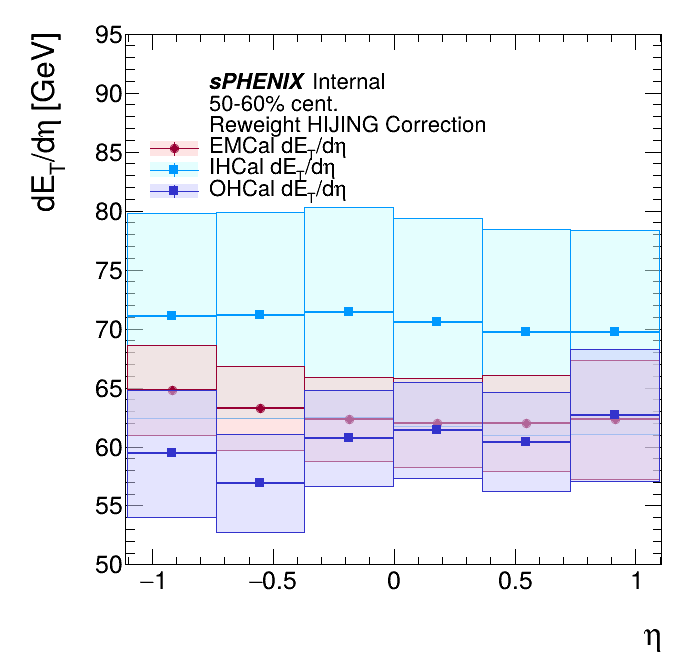 dE_T/dη [GeV]
95
90
85
80
75
70
65
60
55
50
sPHENIX Internal
50-60% cent.
Reweight HIJING Correction
EMCal dE_T/dη
IHCal dE_T/dη
OHCal dE_T/dη
−1
−0.5
0
0.5
1
η